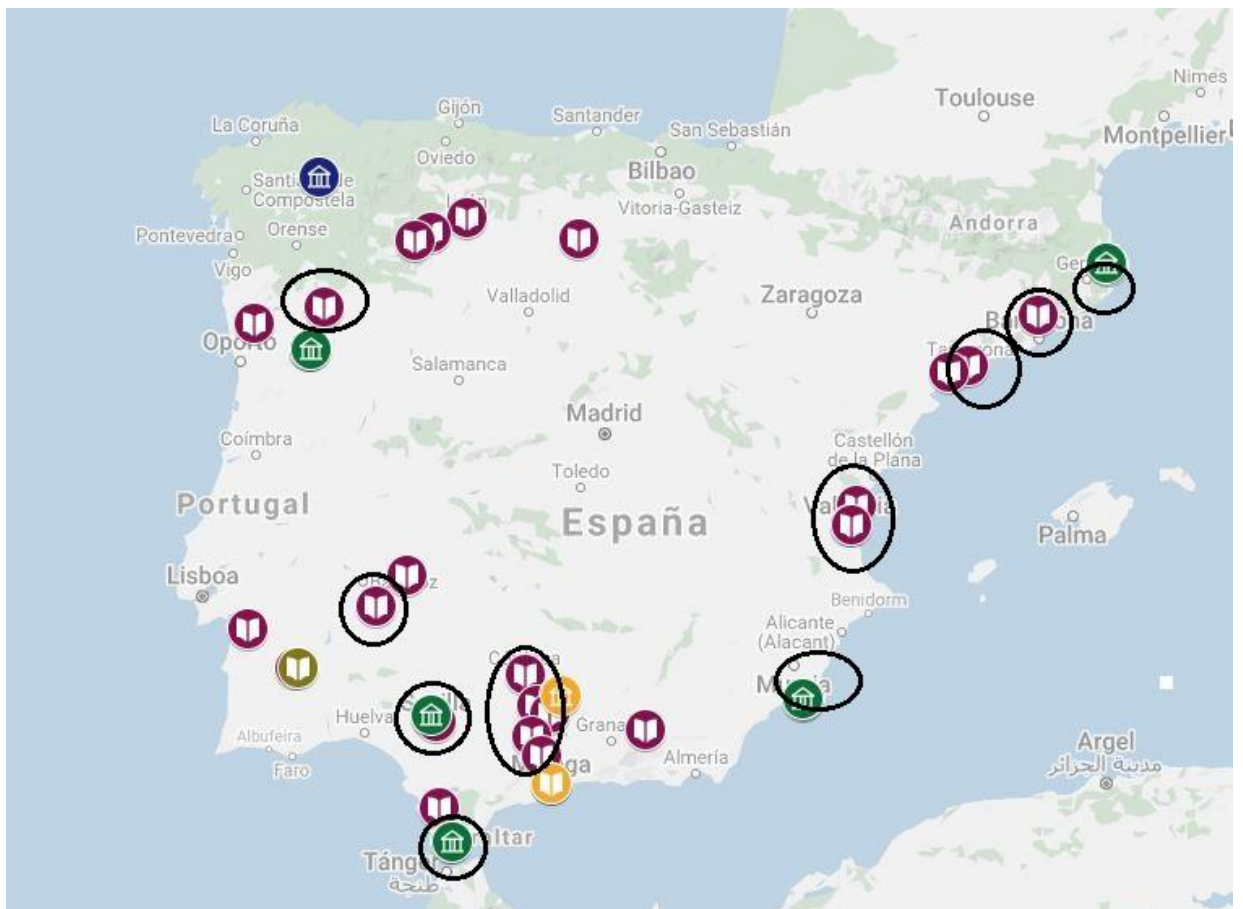 Nimes
Toulouse
Montpellier
Gijón
Santander
San Sebastián
La Coruña
Oviedo
Bilbao
Compostela
Vitoria-Gasteiz
Andorra
Pontevedra
Orense
Vigo
Valladolid
Zaragoza
Oporto
Salamanca
Madrid
Coímbra
Castellón
de la Plana
Toledo
Portugal
España
Palma
Lisboa
Benidorm
Alicante
(Alacant)
Huelva
Albufeira
Faro
Almería
Argel
مدينة الجزائر
Tánger
طنجة